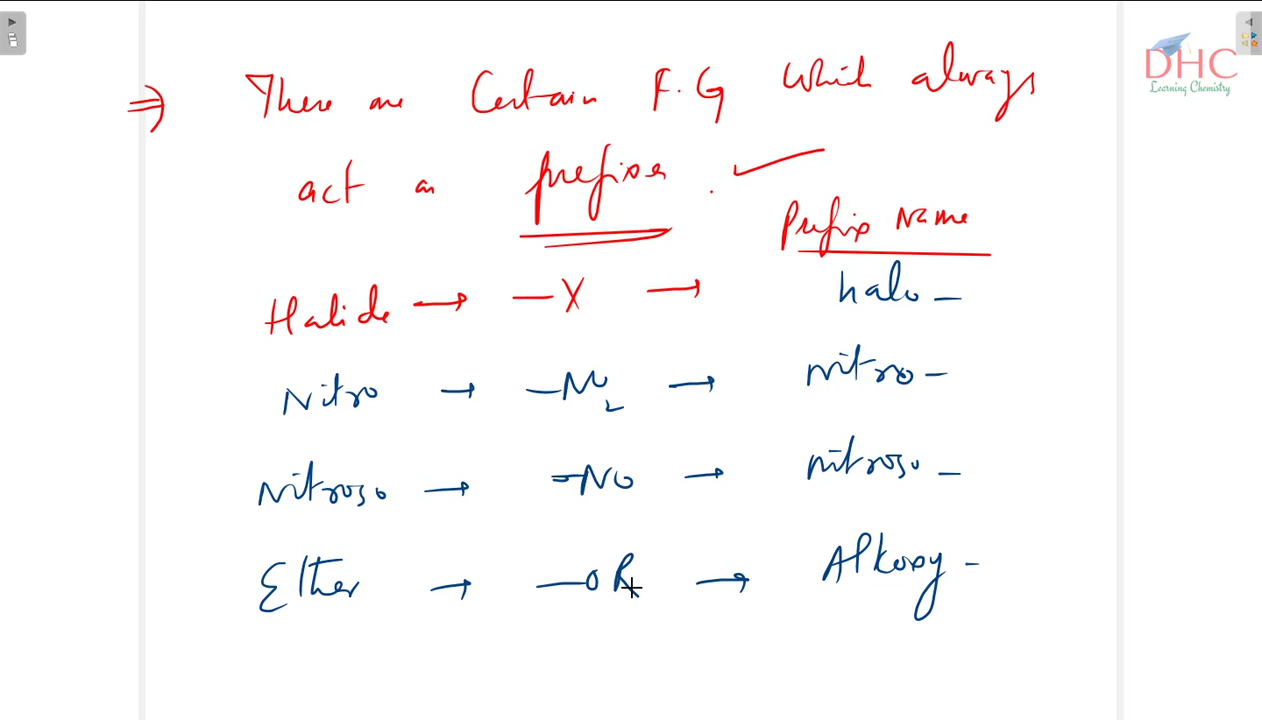 ⇒ There are Certain F.G Which always
act as prefixes. ✓
Prefix Name
Halide → —X → halo –
Nitro → —NO₂ → nitro –
Nitroso → –NO → nitroso –
Ether → —OR → Alkoxy –
DHC
Learning Chemistry